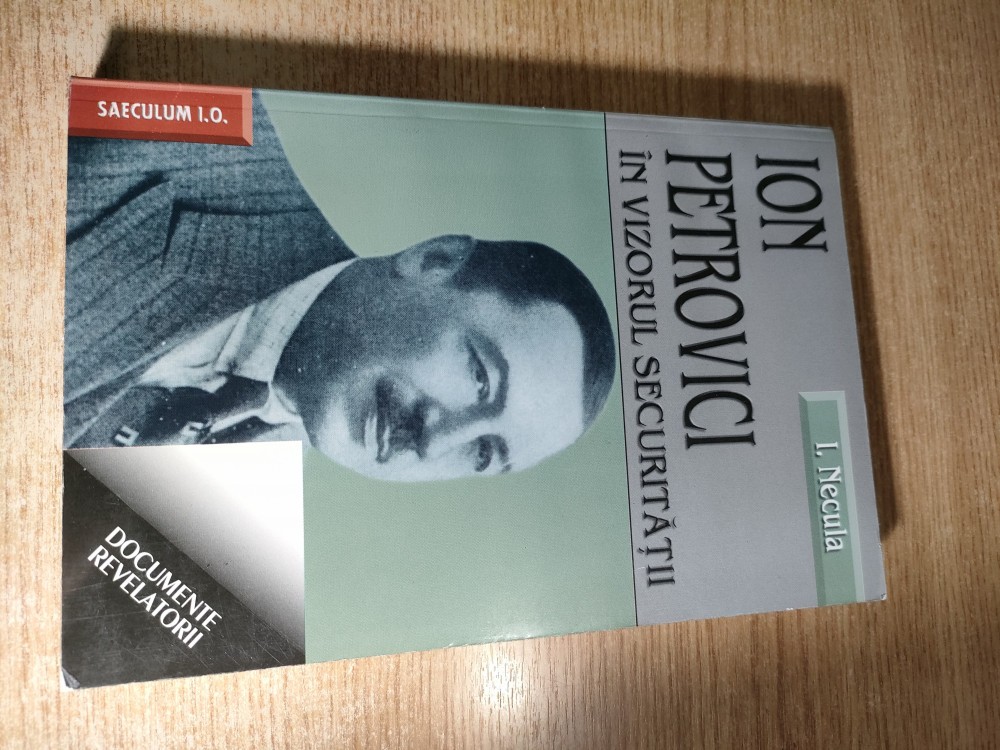 I. Necula
ION
PETROVICI
ÎN VIZORUL SECURITĂȚII
SAECULUM I.O.
DOCUMENTE
REVELATORII